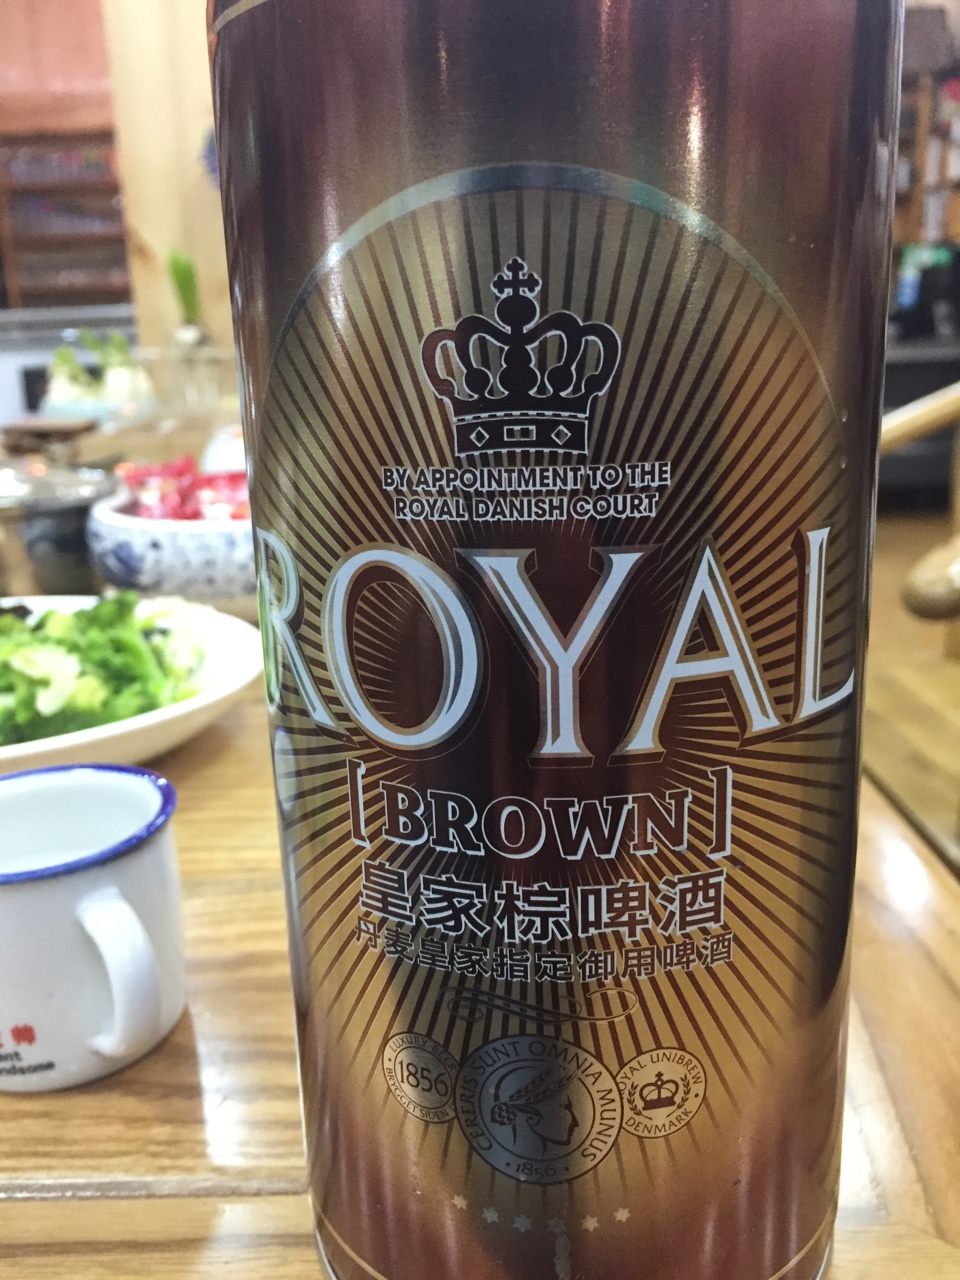 BY APPOINTMENT TO THE
ROYAL DANISH COURT
ROYAL
[BROWN]
皇家棕啤酒
丹麦皇家指定御用啤酒
LUXURY BEER
1856
BRYGGET SIDEN
CERERIS SUNT OMNIA MUNUS
1856
ROYAL UNIBREW
DENMARK